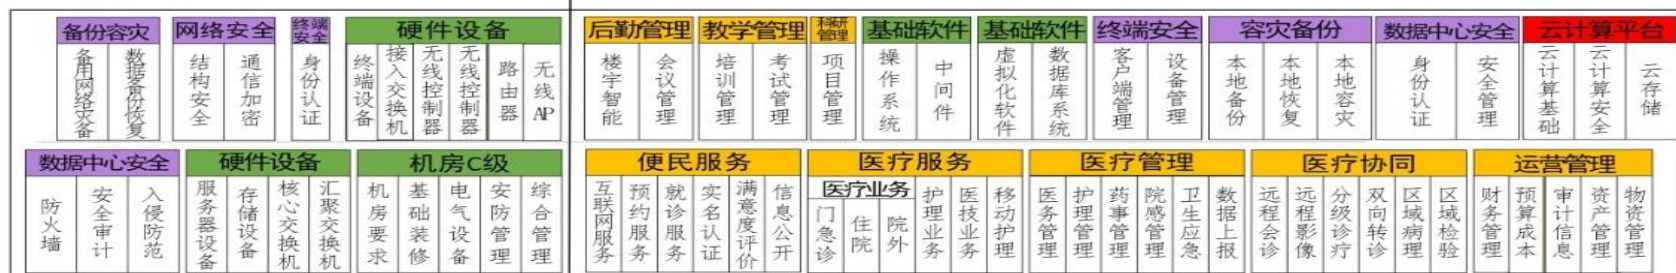 备份容灾
备用网络灾备
数据备份恢复
网络安全
结构安全
通信加密
终端安全
身份认证
硬件设备
终端设备
接入交换机
无线控制器
无线控制器
路由器
无线AP
后勤管理
楼宇智能
会议管理
教学管理
培训管理
考试管理
科研管理
项目管理
基础软件
操作系统
中间件
基础软件
虚拟化软件
数据库系统
终端安全
客户端管理
设备管理
容灾备份
本地备份
本地恢复
本地容灾
数据中心安全
身份认证
安全管理
云计算平台
云计算基础
云计算安全
云存储
数据中心安全
防火墙
安全审计
入侵防范
硬件设备
服务器设备
存储设备
核心交换机
汇聚交换机
机房C级
机房要求
基础装修
电气设备
安防管理
综合管理
便民服务
互联网服务
预约服务
就诊服务
实名认证
满意度评价
信息公开
医疗服务
医疗业务
门急诊
住院
院外
护理业务
医技业务
移动护理
医疗管理
医务管理
护理管理
药事管理
院感管理
卫生应急
数据上报
医疗协同
远程会诊
远程影像
分级诊疗
双向转诊
区域病理
区域检验
运营管理
财务管理
预算成本
审计信息
资产管理
物资管理